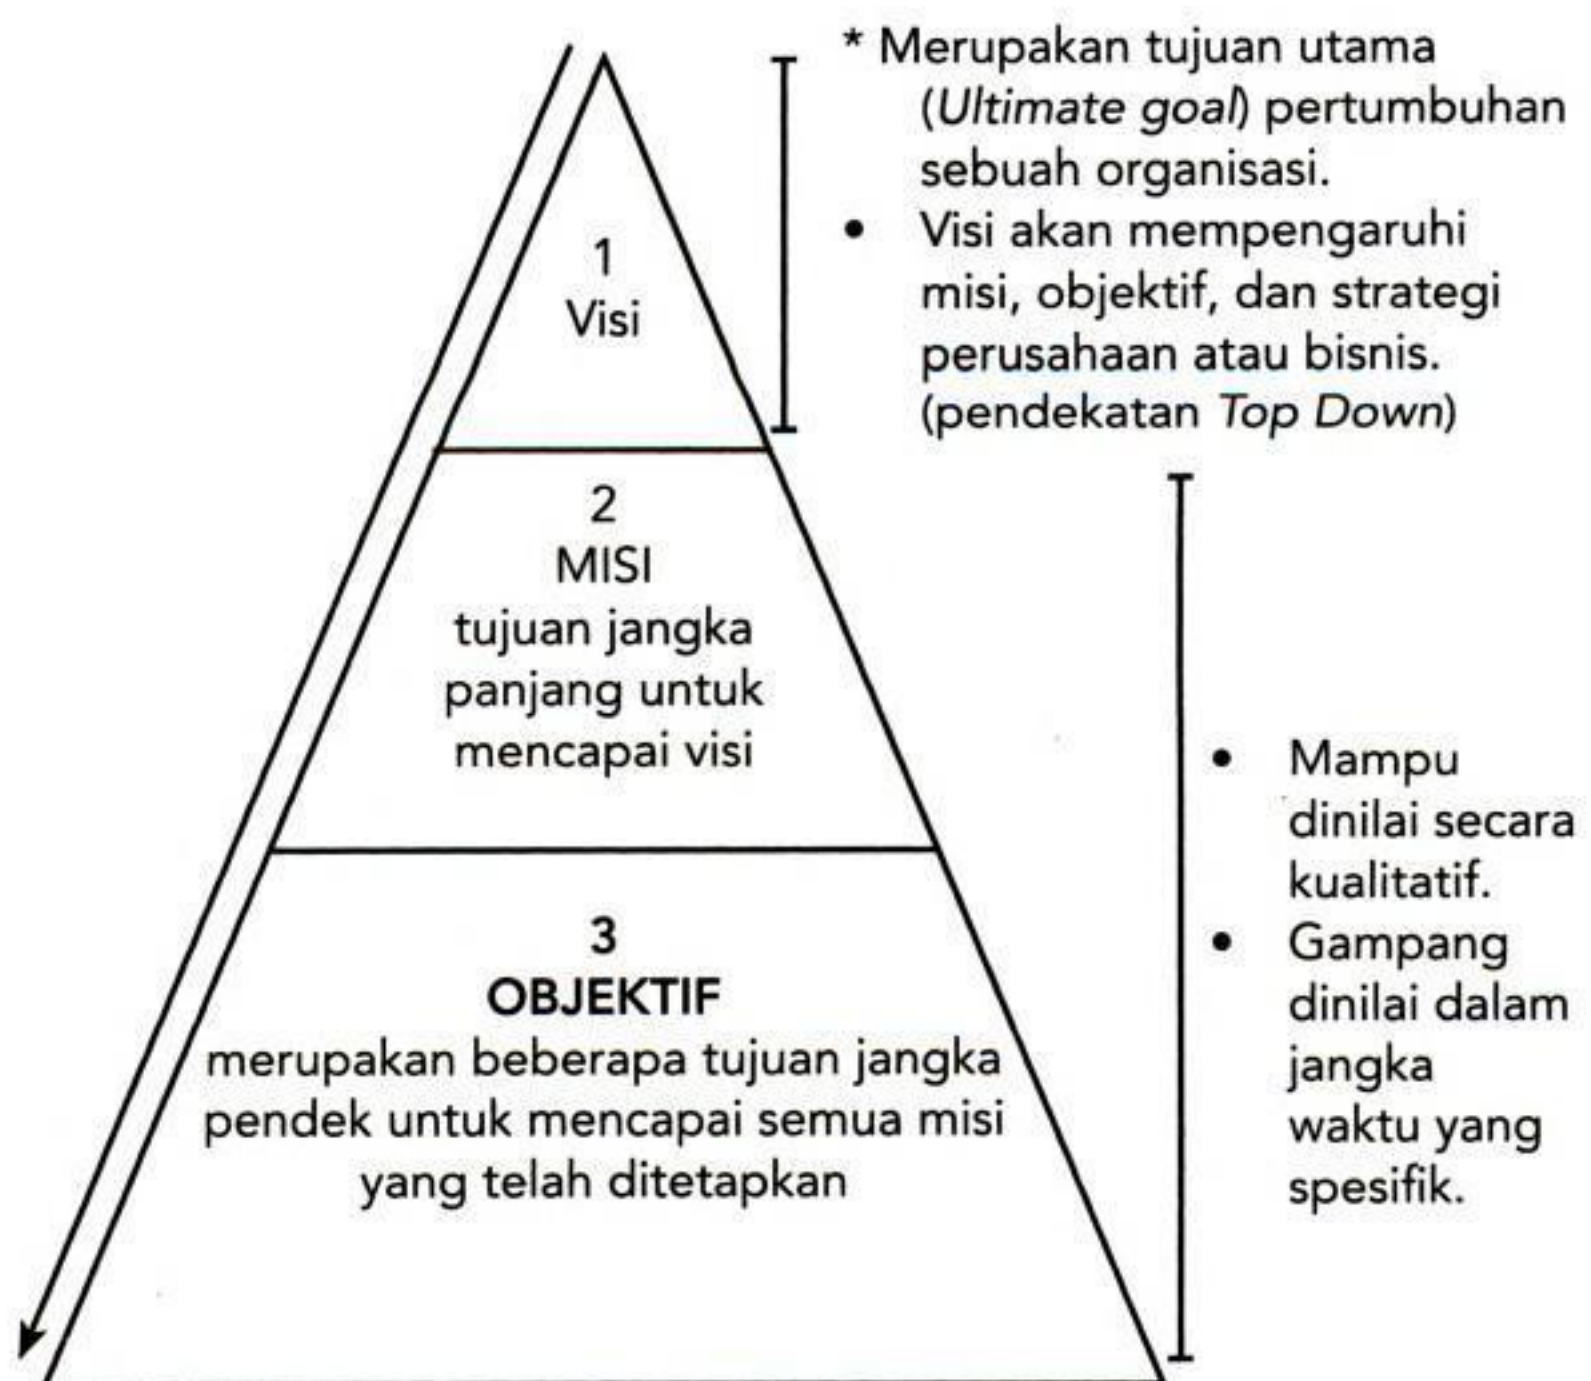 * Merupakan tujuan utama
(Ultimate goal) pertumbuhan
sebuah organisasi.
• Visi akan mempengaruhi
misi, objektif, dan strategi
perusahaan atau bisnis.
(pendekatan Top Down)
1
Visi
2
MISI
tujuan jangka
panjang untuk
mencapai visi
3
OBJEKTIF
merupakan beberapa tujuan jangka
pendek untuk mencapai semua misi
yang telah ditetapkan
• Mampu
dinilai secara
kualitatif.
• Gampang
dinilai dalam
jangka
waktu yang
spesifik.